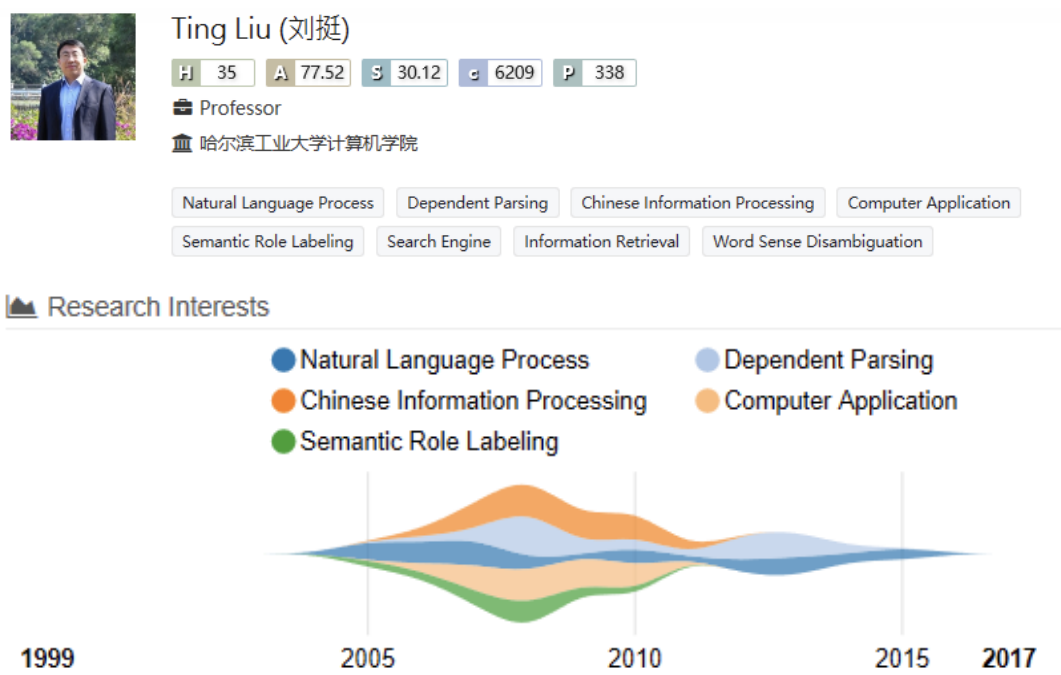 Ting Liu (刘挺)
H 35 A 77.52 S 30.12 c 6209 P 338
Professor
哈尔滨工业大学计算机学院
Natural Language Process Dependent Parsing Chinese Information Processing Computer Application
Semantic Role Labeling Search Engine Information Retrieval Word Sense Disambiguation
Research Interests
Natural Language Process Dependent Parsing
Chinese Information Processing Computer Application
Semantic Role Labeling
1999 2005 2010 2015 2017